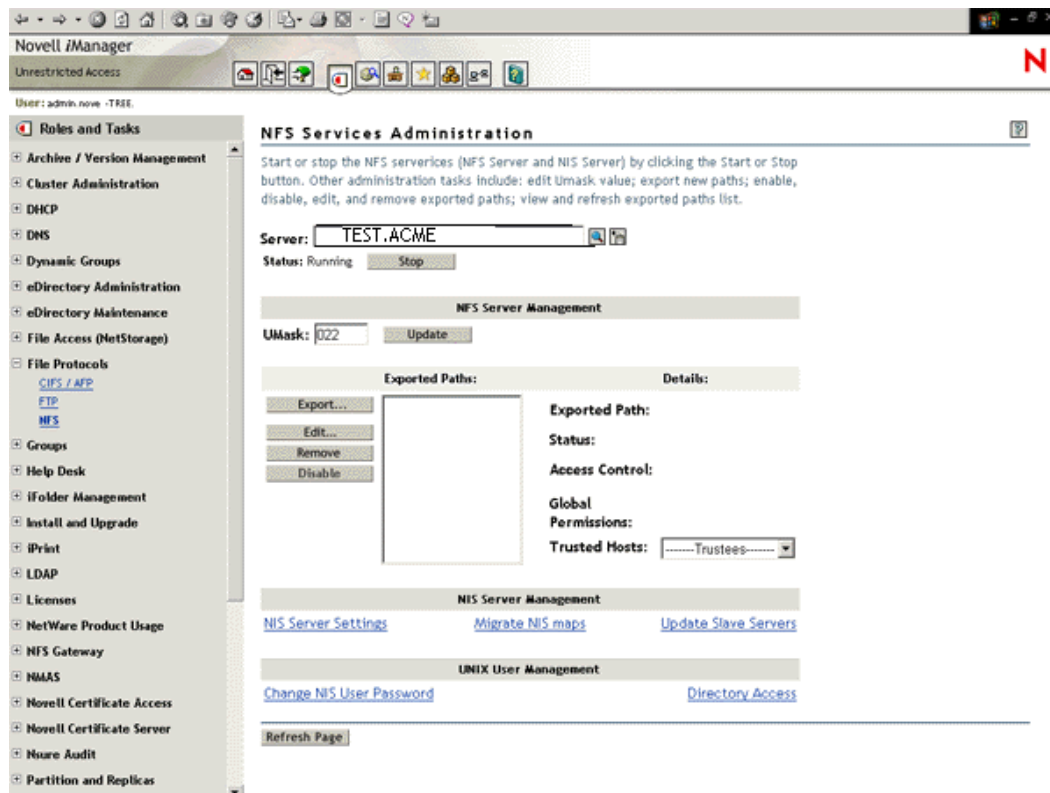 Novell iManager
Unrestricted Access
N
User: admin.nove -TREE.
Roles and Tasks
Archive / Version Management
Cluster Administration
DHCP
DNS
Dynamic Groups
eDirectory Administration
eDirectory Maintenance
File Access (NetStorage)
File Protocols
CIFS / AFP
FTP
NFS
Groups
Help Desk
iFolder Management
Install and Upgrade
iPrint
LDAP
Licenses
NetWare Product Usage
NFS Gateway
NMAS
Novell Certificate Access
Novell Certificate Server
Nsure Audit
Partition and Replicas
NFS Services Administration
Start or stop the NFS serverices (NFS Server and NIS Server) by clicking the Start or Stop
button. Other administration tasks include: edit Umask value; export new paths; enable,
disable, edit, and remove exported paths; view and refresh exported paths list.
Server: TEST.ACME
Status: Running Stop
NFS Server Management
UMask: 022 Update
Exported Paths: Details:
Export...
Edit...
Remove
Disable
Exported Path:
Status:
Access Control:
Global
Permissions:
Trusted Hosts: -------Trustees-------
NIS Server Management
NIS Server Settings Migrate NIS maps Update Slave Servers
UNIX User Management
Change NIS User Password Directory Access
Refresh Page